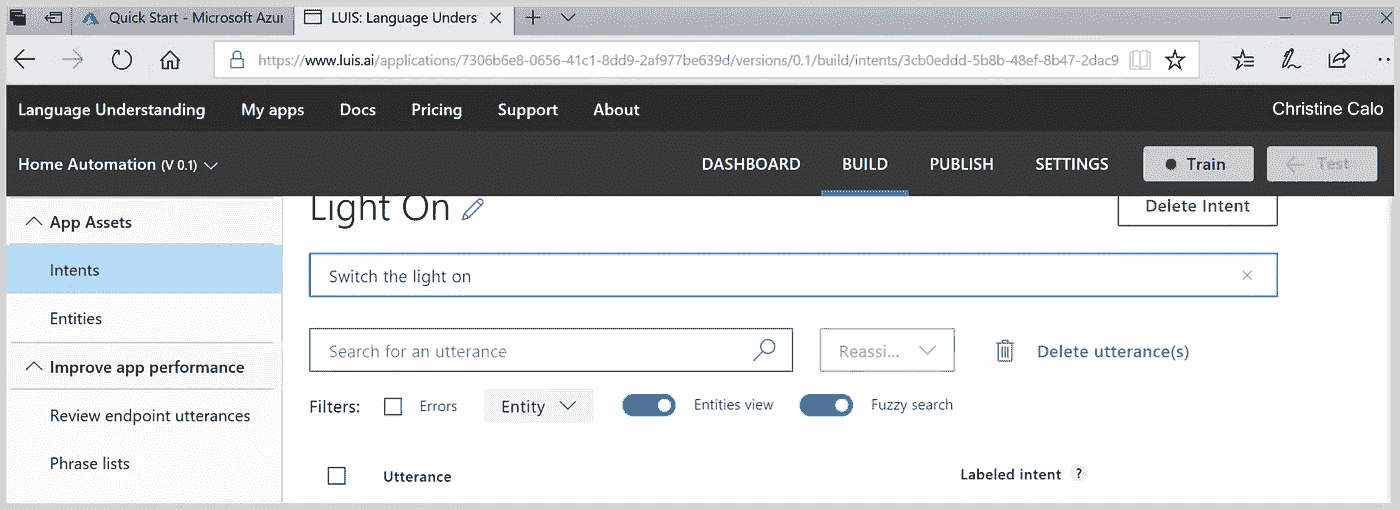 Quick Start - Microsoft Azur
LUIS: Language Unders
https://www.luis.ai/applications/7306b6e8-0656-41c1-8dd9-2af977be639d/versions/0.1/build/intents/3cb0eddd-5b8b-48ef-8b47-2dac9
Language Understanding My apps Docs Pricing Support About Christine Calo
Home Automation (V 0.1) DASHBOARD BUILD PUBLISH SETTINGS Train Test
App Assets
Light On Delete Intent
Intents
Switch the light on
Entities
Search for an utterance Reassi... Delete utterance(s)
Improve app performance
Filters: Errors Entity Entities view Fuzzy search
Review endpoint utterances
Phrase lists
Utterance Labeled intent ?